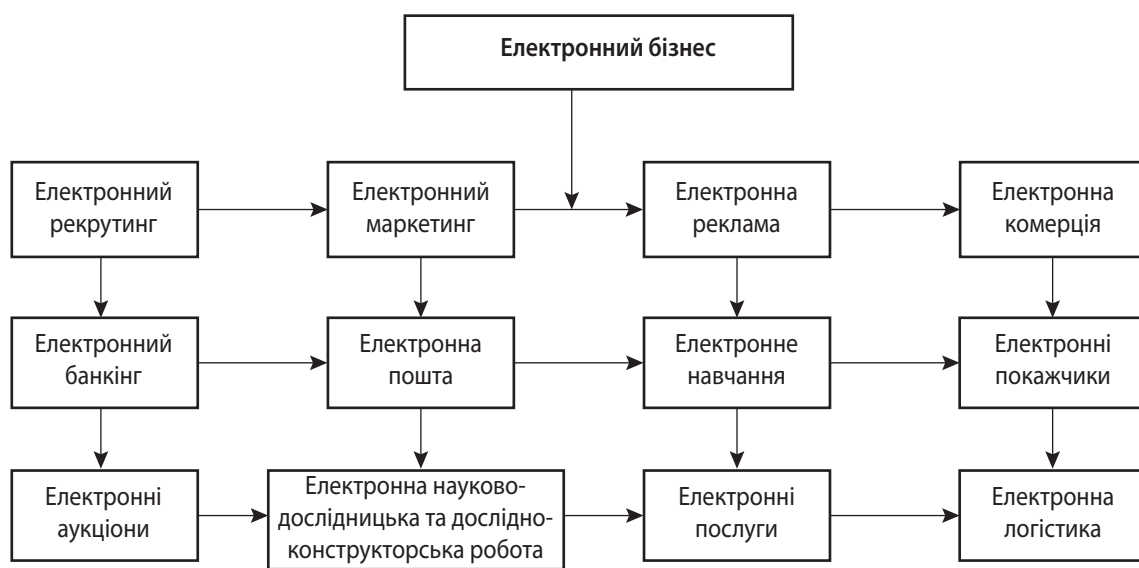 Електронний бізнес
Електронний
рекрутинг
Електронний
маркетинг
Електронна
реклама
Електронна
комерція
Електронний
банкінг
Електронна
пошта
Електронне
навчання
Електронні
покажчики
Електронні
аукціони
Електронна науково-
дослідницька та дослідно-
конструкторська робота
Електронні
послуги
Електронна
логістика